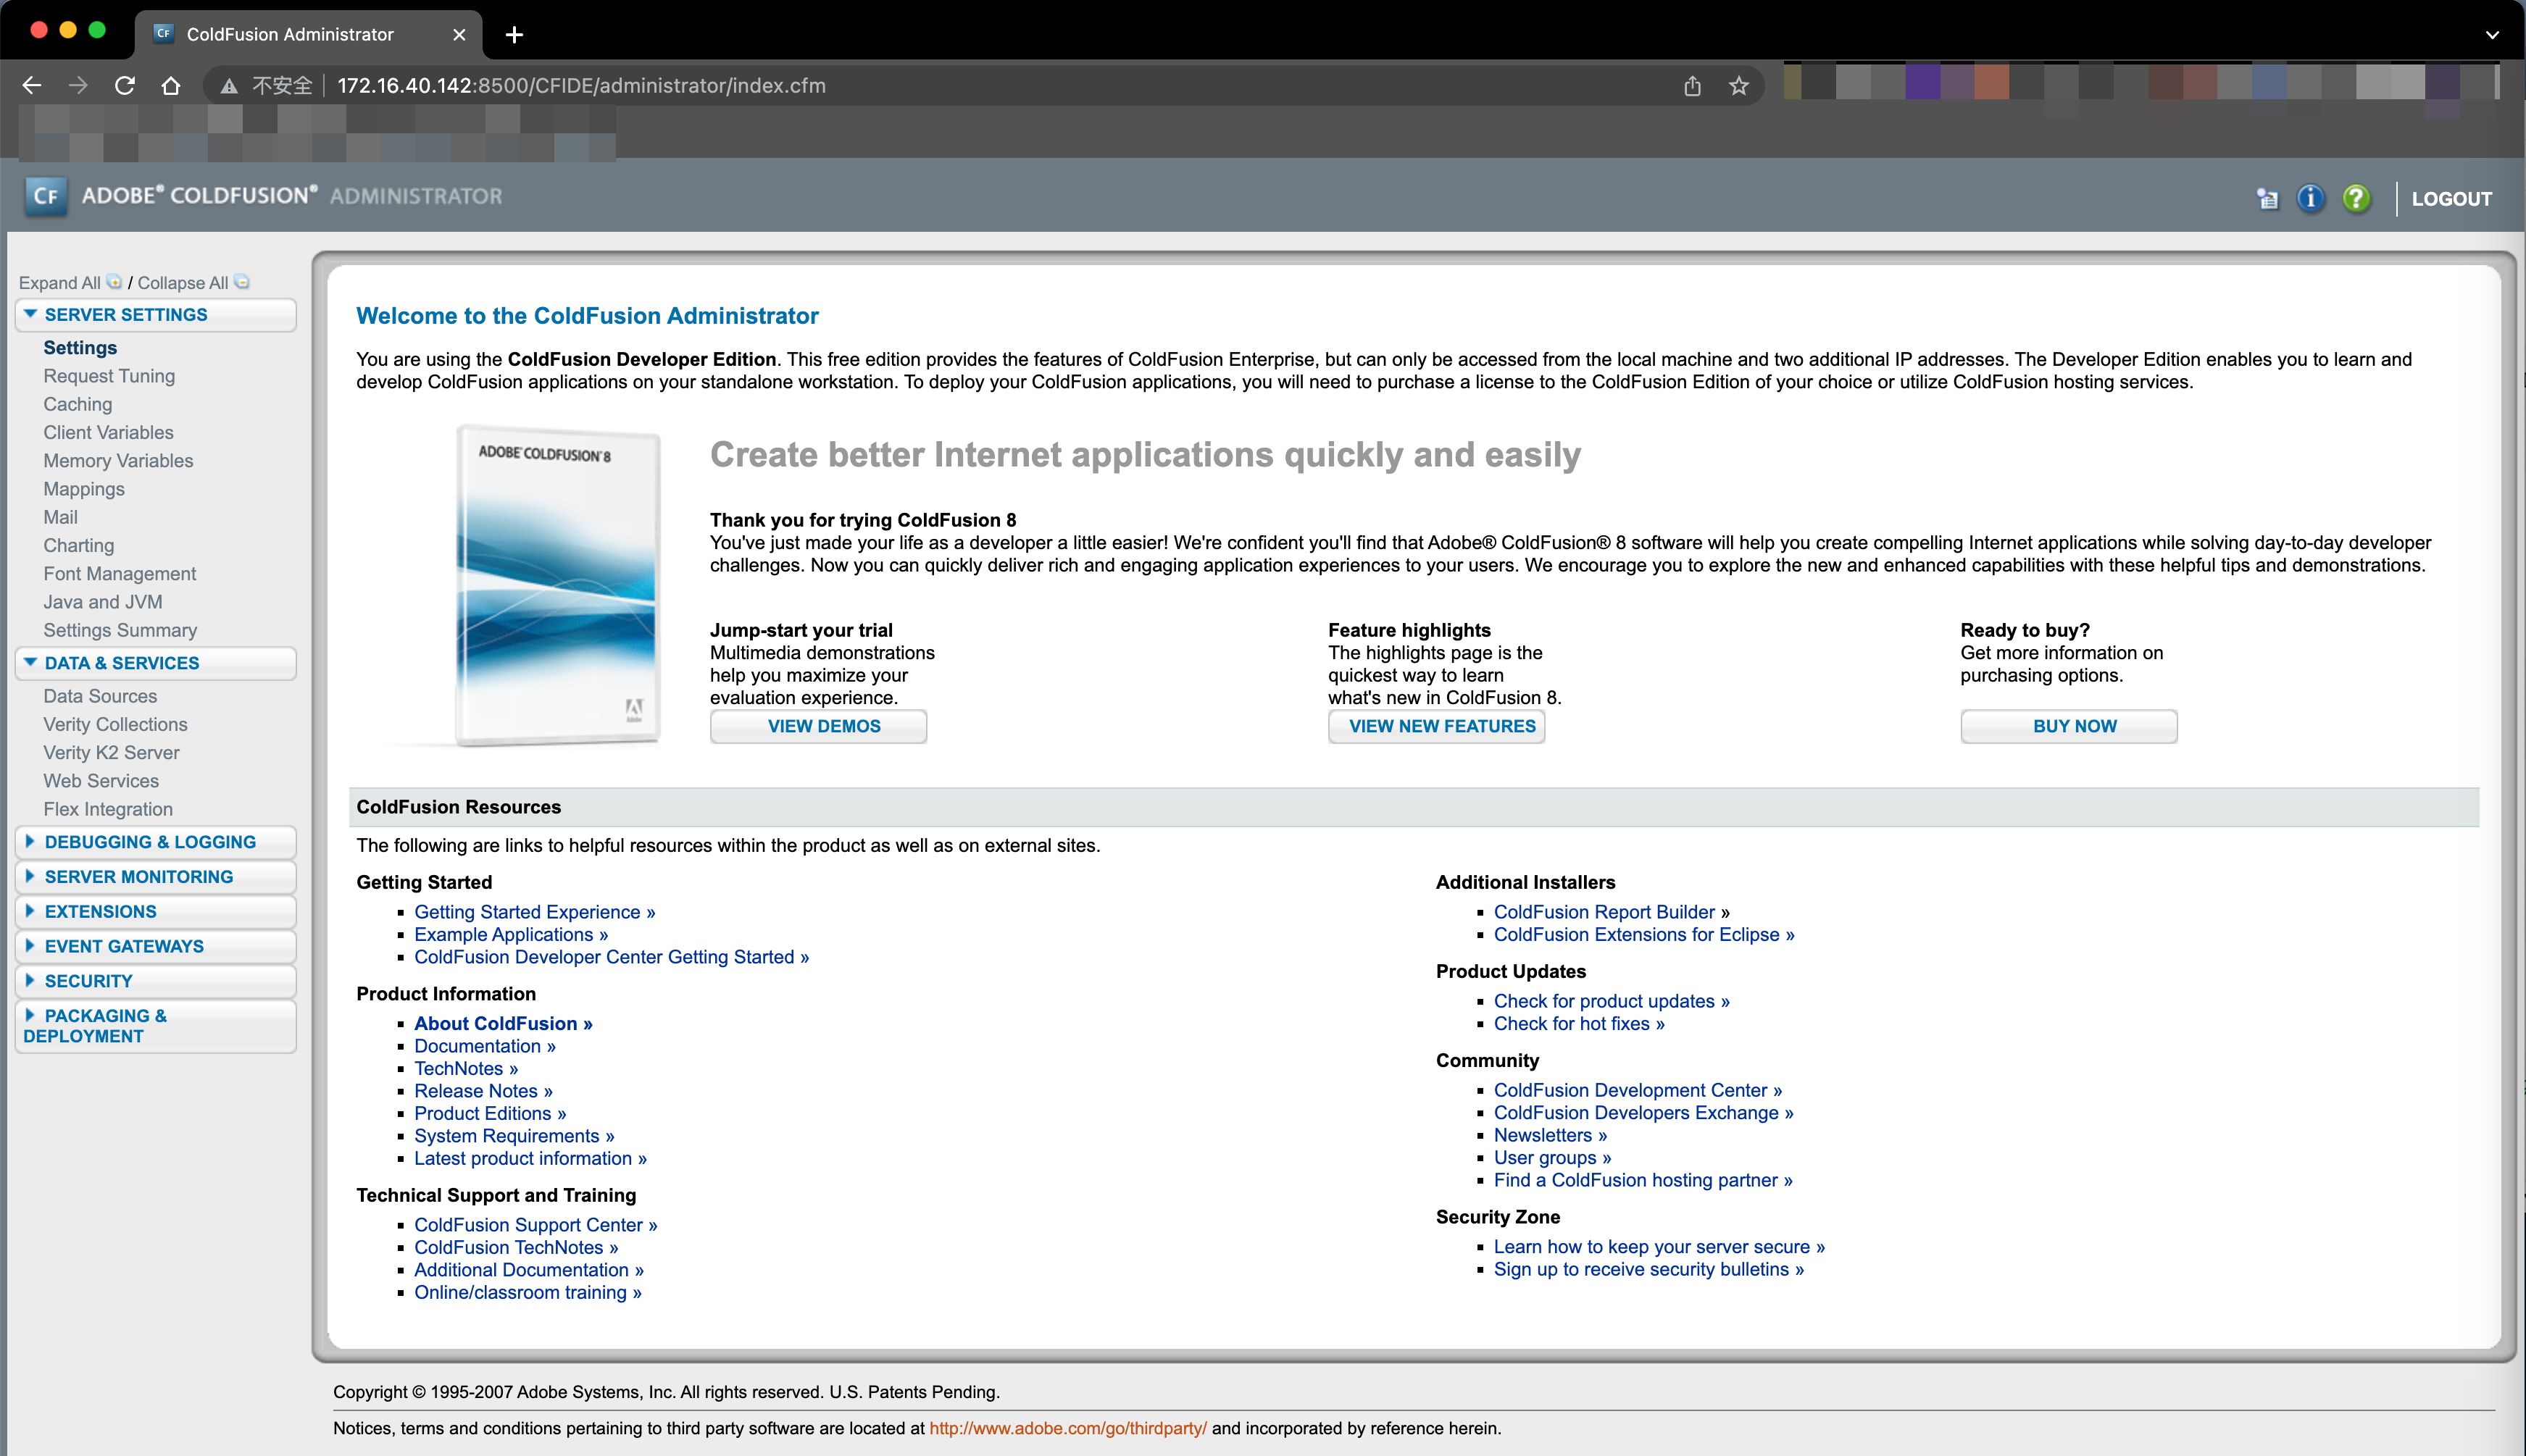 ColdFusion Administrator
不安全 172.16.40.142:8500/CFIDE/administrator/index.cfm
CF ADOBE® COLDFUSION® ADMINISTRATOR
LOGOUT
Expand All / Collapse All
SERVER SETTINGS
Settings
Request Tuning
Caching
Client Variables
Memory Variables
Mappings
Mail
Charting
Font Management
Java and JVM
Settings Summary
DATA & SERVICES
Data Sources
Verity Collections
Verity K2 Server
Web Services
Flex Integration
DEBUGGING & LOGGING
SERVER MONITORING
EXTENSIONS
EVENT GATEWAYS
SECURITY
PACKAGING &
DEPLOYMENT
Welcome to the ColdFusion Administrator
You are using the ColdFusion Developer Edition. This free edition provides the features of ColdFusion Enterprise, but can only be accessed from the local machine and two additional IP addresses. The Developer Edition enables you to learn and
develop ColdFusion applications on your standalone workstation. To deploy your ColdFusion applications, you will need to purchase a license to the ColdFusion Edition of your choice or utilize ColdFusion hosting services.
ADOBE® COLDFUSION® 8
Adobe
Create better Internet applications quickly and easily
Thank you for trying ColdFusion 8
You've just made your life as a developer a little easier! We're confident you'll find that Adobe® ColdFusion® 8 software will help you create compelling Internet applications while solving day-to-day developer
challenges. Now you can quickly deliver rich and engaging application experiences to your users. We encourage you to explore the new and enhanced capabilities with these helpful tips and demonstrations.
Jump-start your trial
Multimedia demonstrations
help you maximize your
evaluation experience.
VIEW DEMOS
Feature highlights
The highlights page is the
quickest way to learn
what's new in ColdFusion 8.
VIEW NEW FEATURES
Ready to buy?
Get more information on
purchasing options.
BUY NOW
ColdFusion Resources
The following are links to helpful resources within the product as well as on external sites.
Getting Started
Getting Started Experience »
Example Applications »
ColdFusion Developer Center Getting Started »
Product Information
About ColdFusion »
Documentation »
TechNotes »
Release Notes »
Product Editions »
System Requirements »
Latest product information »
Technical Support and Training
ColdFusion Support Center »
ColdFusion TechNotes »
Additional Documentation »
Online/classroom training »
Additional Installers
ColdFusion Report Builder »
ColdFusion Extensions for Eclipse »
Product Updates
Check for product updates »
Check for hot fixes »
Community
ColdFusion Development Center »
ColdFusion Developers Exchange »
Newsletters »
User groups »
Find a ColdFusion hosting partner »
Security Zone
Learn how to keep your server secure »
Sign up to receive security bulletins »
Copyright © 1995-2007 Adobe Systems, Inc. All rights reserved. U.S. Patents Pending.
Notices, terms and conditions pertaining to third party software are located at http://www.adobe.com/go/thirdparty/ and incorporated by reference herein.